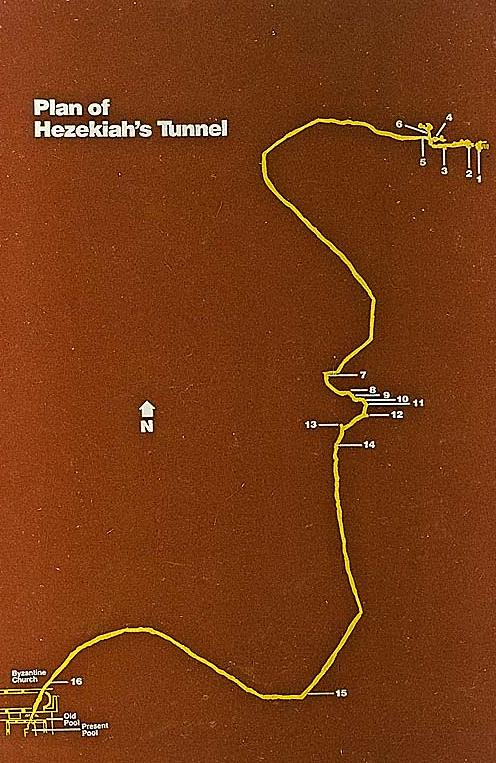 Plan of
Hezekiah's Tunnel
6
4
5
3
2
1
7
8
9
10
11
12
13
14
N
15
Byzantine
Church
16
Old
Pool
Present
Pool